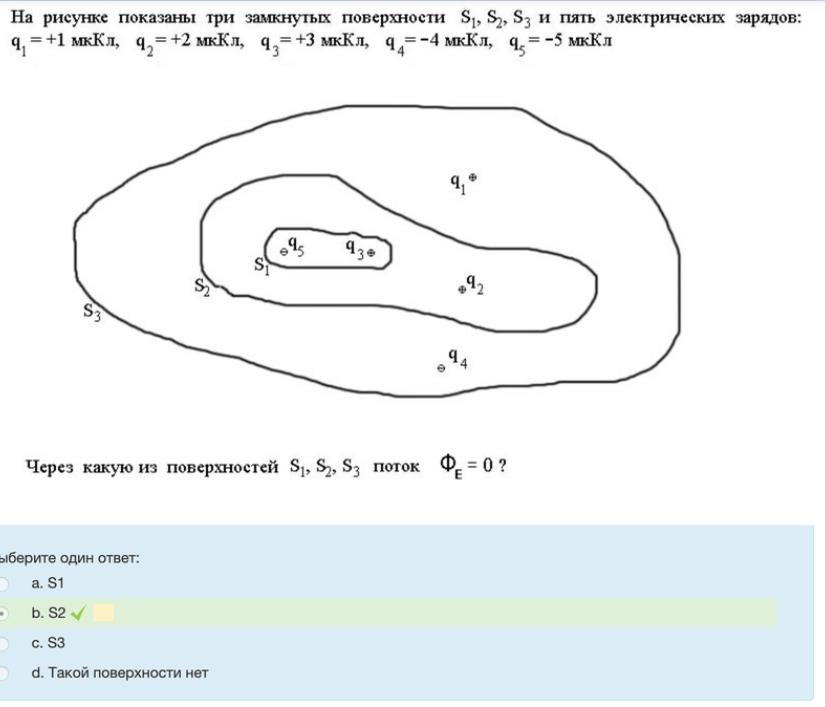 На рисунке показаны три замкнутых поверхности S₁, S₂, S₃ и пять электрических зарядов:
q₁ = +1 мкКл, q₂ = +2 мкКл, q₃ = +3 мкКл, q₄ = −4 мкКл, q₅ = −5 мкКл
q₁
q₅ q₃
S₁
S₂ q₂
S₃
q₄
Через какую из поверхностей S₁, S₂, S₃ поток Ф_E = 0 ?
ыберите один ответ:
a. S1
b. S2
c. S3
d. Такой поверхности нет